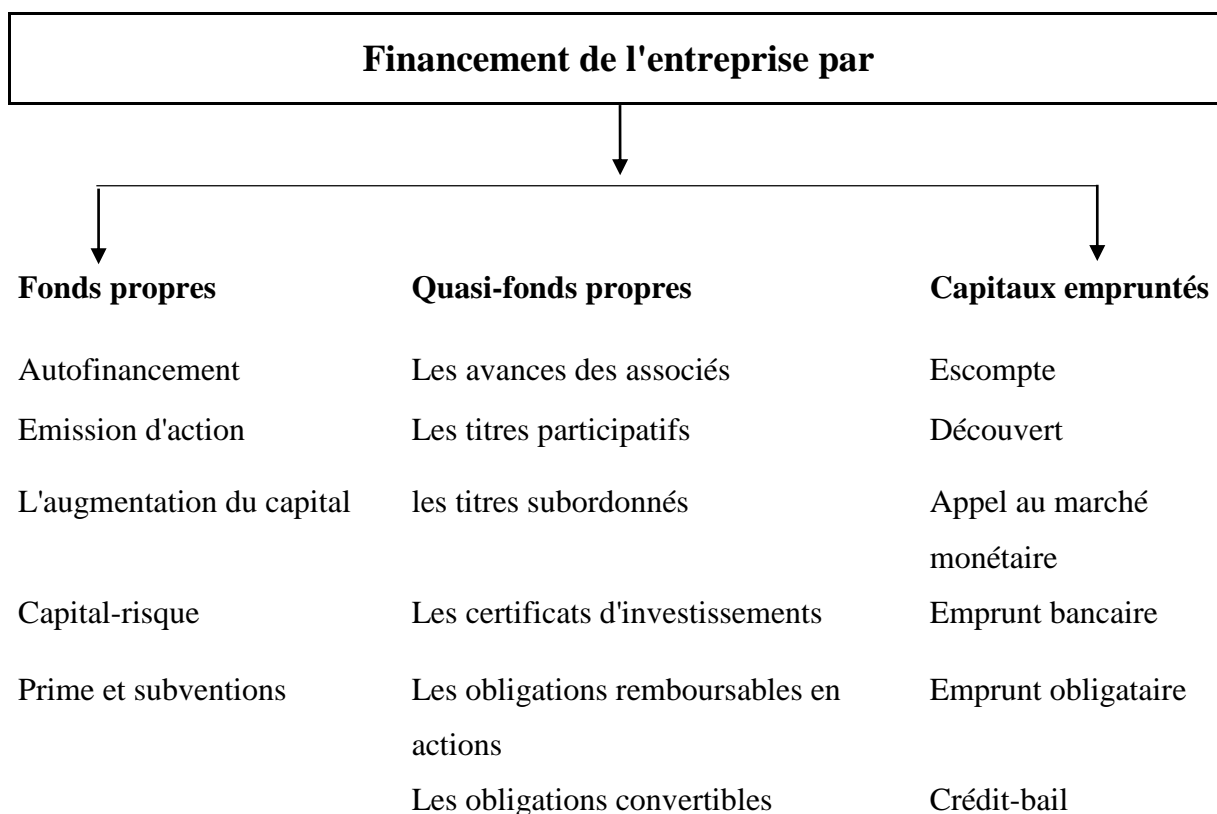 Financement de l'entreprise par
Fonds propres
Quasi-fonds propres
Capitaux empruntés
Autofinancement
Les avances des associés
Escompte
Emission d'action
Les titres participatifs
Découvert
L'augmentation du capital
les titres subordonnés
Appel au marché
monétaire
Capital-risque
Les certificats d'investissements
Emprunt bancaire
Prime et subventions
Les obligations remboursables en
actions
Emprunt obligataire
Les obligations convertibles
Crédit-bail